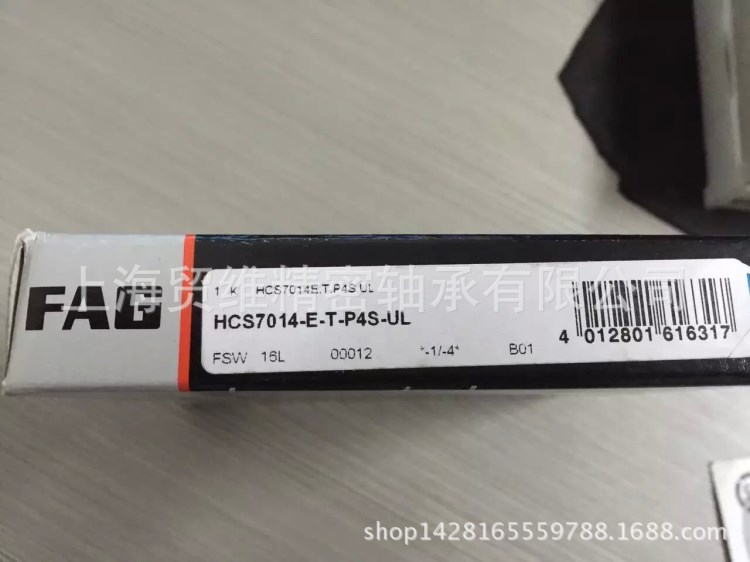 FAG
上海贸维精密轴承有限公司
HCS7014E.T.P4S.UL
HCS7014-E-T-P4S-UL
FSW 16L 00012 *-1/-4* B01
4 012801 616317
shop1428165559788.1688.com